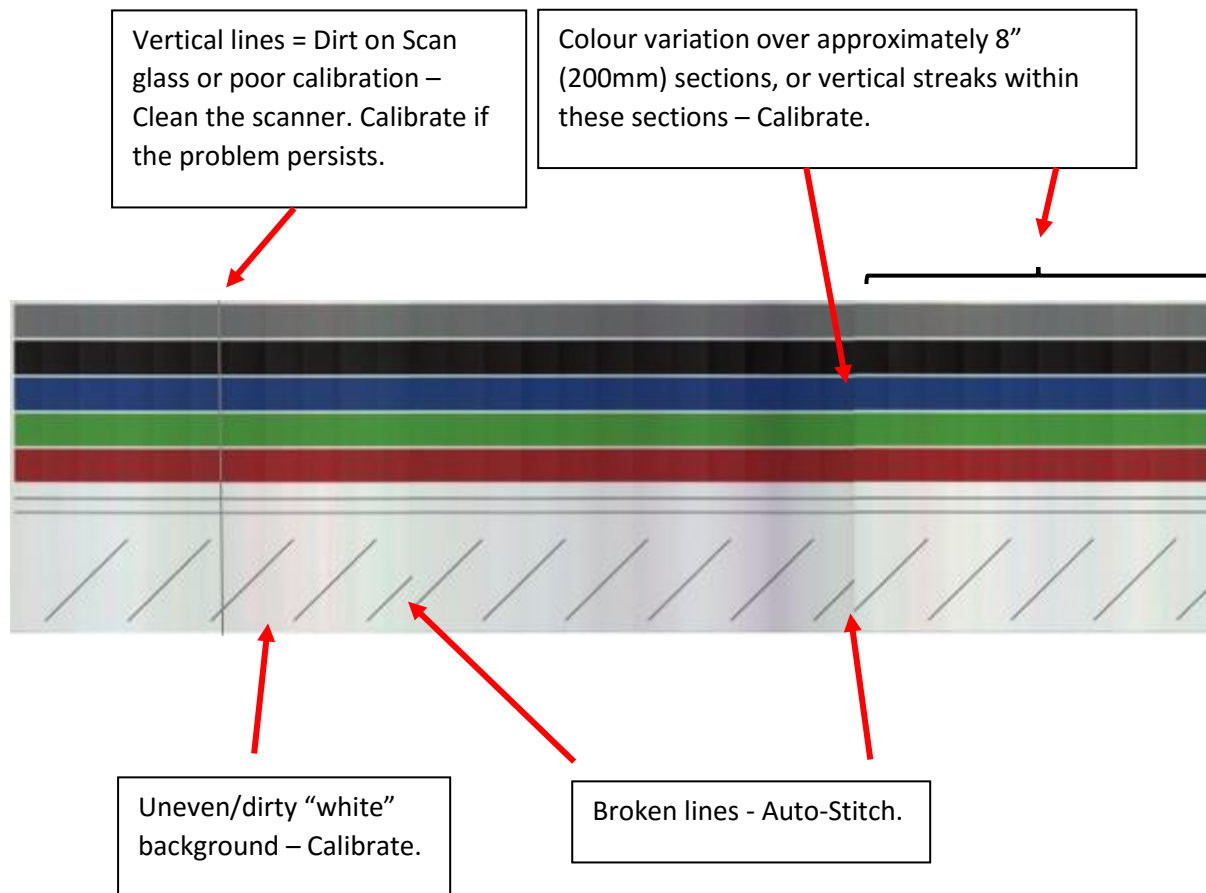 Vertical lines = Dirt on Scan
glass or poor calibration –
Clean the scanner. Calibrate if
the problem persists.
Colour variation over approximately 8”
(200mm) sections, or vertical streaks within
these sections – Calibrate.
Uneven/dirty “white”
background – Calibrate.
Broken lines - Auto-Stitch.